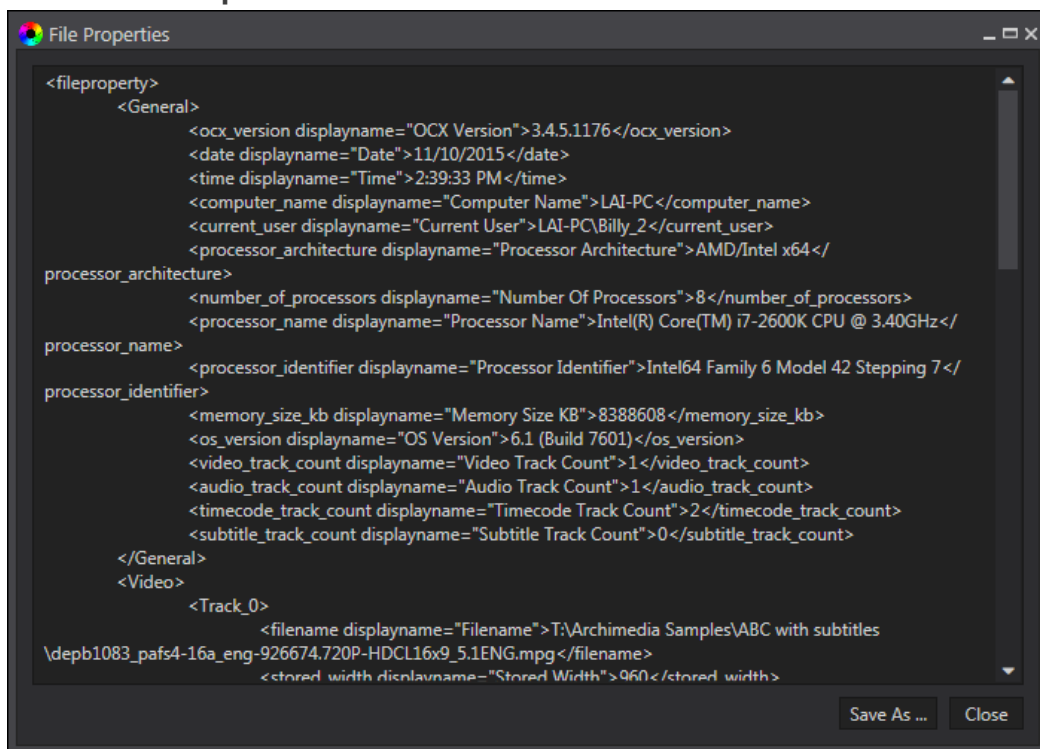 File Properties
<fileproperty>
<General>
<ocx_version displayname="OCX Version">3.4.5.1176</ocx_version>
<date displayname="Date">11/10/2015</date>
<time displayname="Time">2:39:33 PM</time>
<computer_name displayname="Computer Name">LAI-PC</computer_name>
<current_user displayname="Current User">LAI-PC\Billy_2</current_user>
<processor_architecture displayname="Processor Architecture">AMD/Intel x64</
processor_architecture>
<number_of_processors displayname="Number Of Processors">8</number_of_processors>
<processor_name displayname="Processor Name">Intel(R) Core(TM) i7-2600K CPU @ 3.40GHz</
processor_name>
<processor_identifier displayname="Processor Identifier">Intel64 Family 6 Model 42 Stepping 7</
processor_identifier>
<memory_size_kb displayname="Memory Size KB">8388608</memory_size_kb>
<os_version displayname="OS Version">6.1 (Build 7601)</os_version>
<video_track_count displayname="Video Track Count">1</video_track_count>
<audio_track_count displayname="Audio Track Count">1</audio_track_count>
<timecode_track_count displayname="Timecode Track Count">2</timecode_track_count>
<subtitle_track_count displayname="Subtitle Track Count">0</subtitle_track_count>
</General>
<Video>
<Track_0>
<filename displayname="Filename">T:\Archimedia Samples\ABC with subtitles
\depb1083_pafs4-16a_eng-926674.720P-HDCL16x9_5.1ENG.mpg</filename>
<stored_width displayname="Stored Width">960</stored_width>
Save As ...
Close